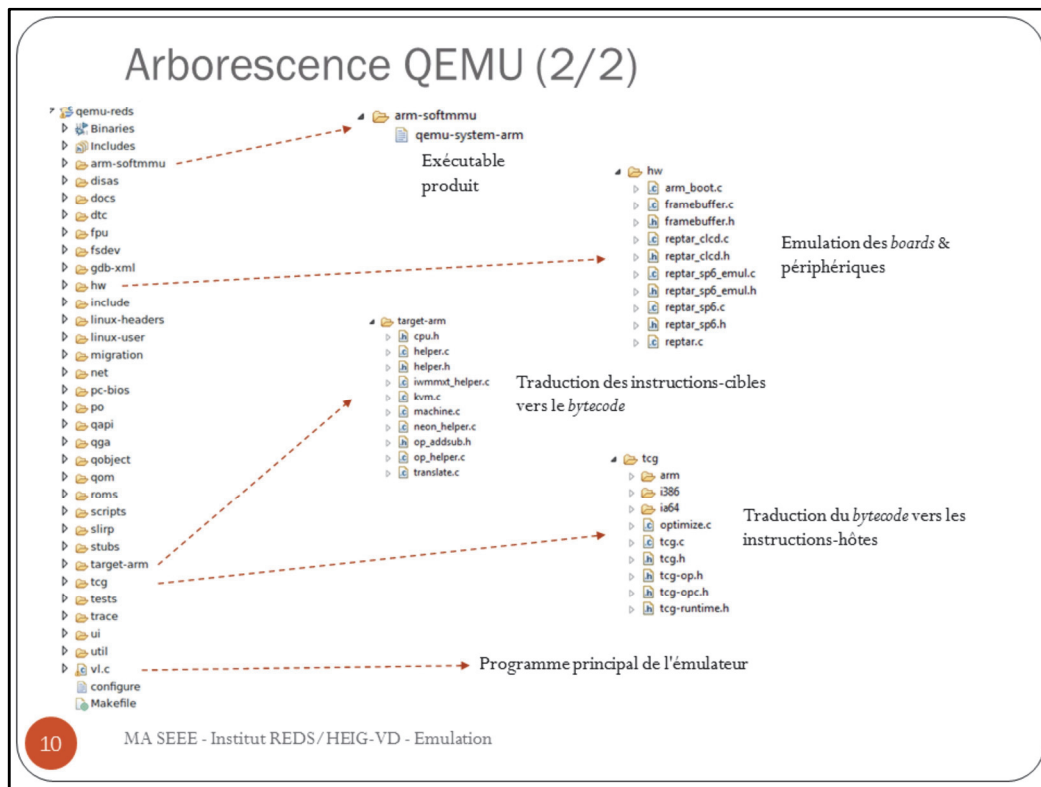 Arborescence QEMU (2/2)
qemu-reds
Binaries
Includes
arm-softmmu
disas
docs
dtc
fpu
fsdev
gdb-xml
hw
include
linux-headers
linux-user
migration
net
pc-bios
po
qapi
qga
qobject
qom
roms
scripts
slirp
stubs
target-arm
tcg
tests
trace
ui
util
vl.c
configure
Makefile
arm-softmmu
qemu-system-arm
Exécutable
produit
hw
arm_boot.c
framebuffer.c
framebuffer.h
reptar_clcd.c
reptar_clcd.h
reptar_sp6_emul.c
reptar_sp6_emul.h
reptar_sp6.c
reptar_sp6.h
reptar.c
Emulation des boards &
périphériques
target-arm
cpu.h
helper.c
helper.h
iwmmxt_helper.c
kvm.c
machine.c
neon_helper.c
op_addsub.h
op_helper.c
translate.c
Traduction des instructions-cibles
vers le bytecode
tcg
arm
i386
ia64
optimize.c
tcg.c
tcg.h
tcg-op.h
tcg-opc.h
tcg-runtime.h
Traduction du bytecode vers les
instructions-hôtes
Programme principal de l'émulateur
10
MA SEEE - Institut REDS/HEIG-VD - Emulation